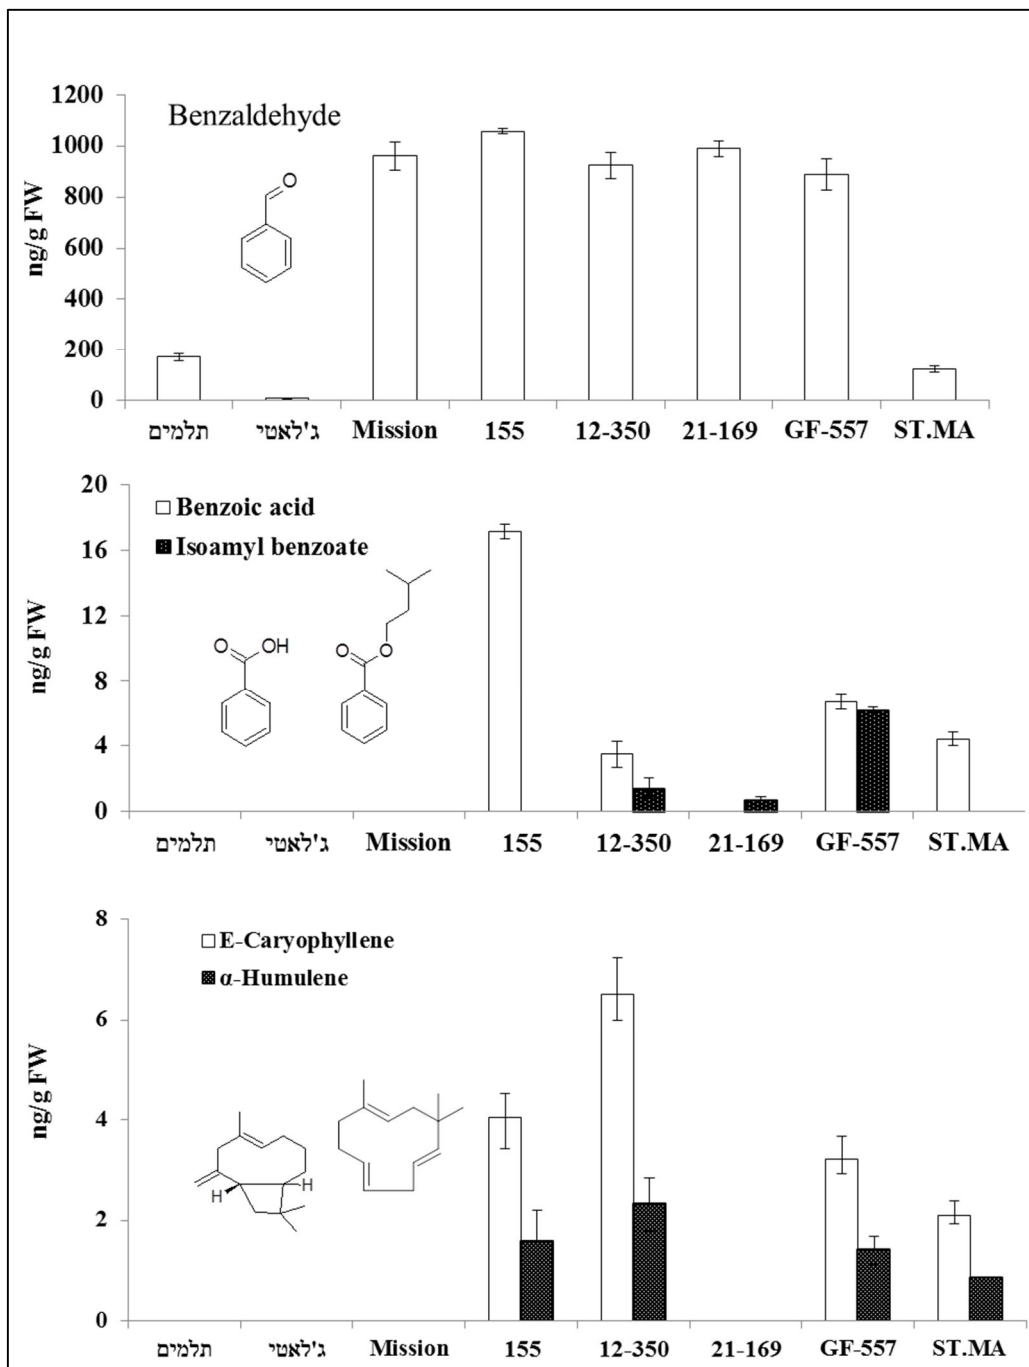 Benzaldehyde
ng/g FW
1200
1000
800
600
400
200
0
O
תלמים ג'לאטי Mission 155 12-350 21-169 GF-557 ST.MA
Benzoic acid
Isoamyl benzoate
ng/g FW
20
16
12
8
4
0
O OH
O O
תלמים ג'לאטי Mission 155 12-350 21-169 GF-557 ST.MA
E-Caryophyllene
α-Humulene
ng/g FW
8
6
4
2
0
H H
תלמים ג'לאטי Mission 155 12-350 21-169 GF-557 ST.MA